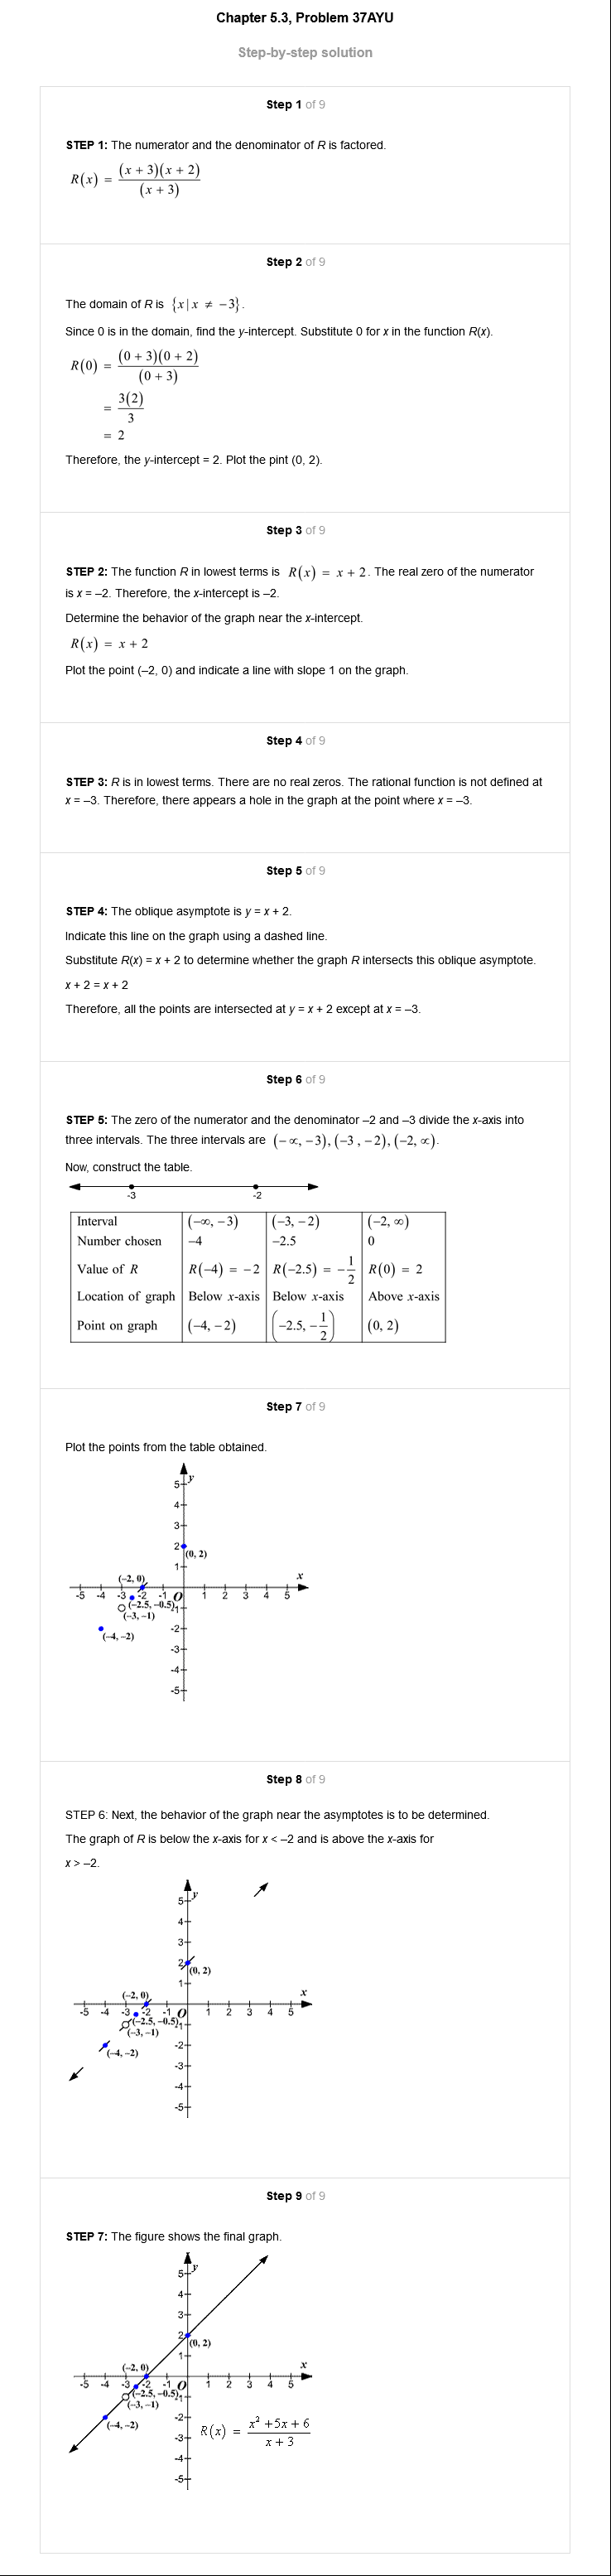 Chapter 5.3, Problem 37AYU
Step-by-step solution
Step 1 of 9
STEP 1: The numerator and the denominator of R is factored.
R(x) = (x + 3)(x + 2) / (x + 3)
Step 2 of 9
The domain of R is {x | x ≠ −3}.
Since 0 is in the domain, find the y-intercept. Substitute 0 for x in the function R(x).
R(0) = (0 + 3)(0 + 2) / (0 + 3)
= 3(2) / 3
= 2
Therefore, the y-intercept = 2. Plot the pint (0, 2).
Step 3 of 9
STEP 2: The function R in lowest terms is R(x) = x + 2. The real zero of the numerator
is x = –2. Therefore, the x-intercept is –2.
Determine the behavior of the graph near the x-intercept.
R(x) = x + 2
Plot the point (–2, 0) and indicate a line with slope 1 on the graph.
Step 4 of 9
STEP 3: R is in lowest terms. There are no real zeros. The rational function is not defined at
x = –3. Therefore, there appears a hole in the graph at the point where x = –3.
Step 5 of 9
STEP 4: The oblique asymptote is y = x + 2.
Indicate this line on the graph using a dashed line.
Substitute R(x) = x + 2 to determine whether the graph R intersects this oblique asymptote.
x + 2 = x + 2
Therefore, all the points are intersected at y = x + 2 except at x = –3.
Step 6 of 9
STEP 5: The zero of the numerator and the denominator –2 and –3 divide the x-axis into
three intervals. The three intervals are (−∞, −3), (−3 , −2), (−2, ∞).
Now, construct the table.
-3 -2
Interval (−∞, −3) (−3, −2) (−2, ∞)
Number chosen −4 −2.5 0
Value of R R(−4) = −2 R(−2.5) = −1/2 R(0) = 2
Location of graph Below x-axis Below x-axis Above x-axis
Point on graph (−4, −2) (−2.5, −1/2) (0, 2)
Step 7 of 9
Plot the points from the table obtained.
y
5
4
3
2
(0, 2)
1
(−2, 0)
x
-5 -4 -3 -2 -1 O 1 2 3 4 5
(−2.5, −0.5)
-1
(−3, −1)
-2
(−4, −2)
-3
-4
-5
Step 8 of 9
STEP 6: Next, the behavior of the graph near the asymptotes is to be determined.
The graph of R is below the x-axis for x < –2 and is above the x-axis for
x > –2.
y
5
4
3
2
(0, 2)
1
(−2, 0)
x
-5 -4 -3 -2 -1 O 1 2 3 4 5
(−2.5, −0.5)
-1
(−3, −1)
-2
(−4, −2)
-3
-4
-5
Step 9 of 9
STEP 7: The figure shows the final graph.
y
5
4
3
2
(0, 2)
1
(−2, 0)
x
-5 -4 -3 -2 -1 O 1 2 3 4 5
(−2.5, −0.5)
-1
(−3, −1)
-2
(−4, −2)
R(x) = x² +5x + 6 / x + 3
-3
-4
-5